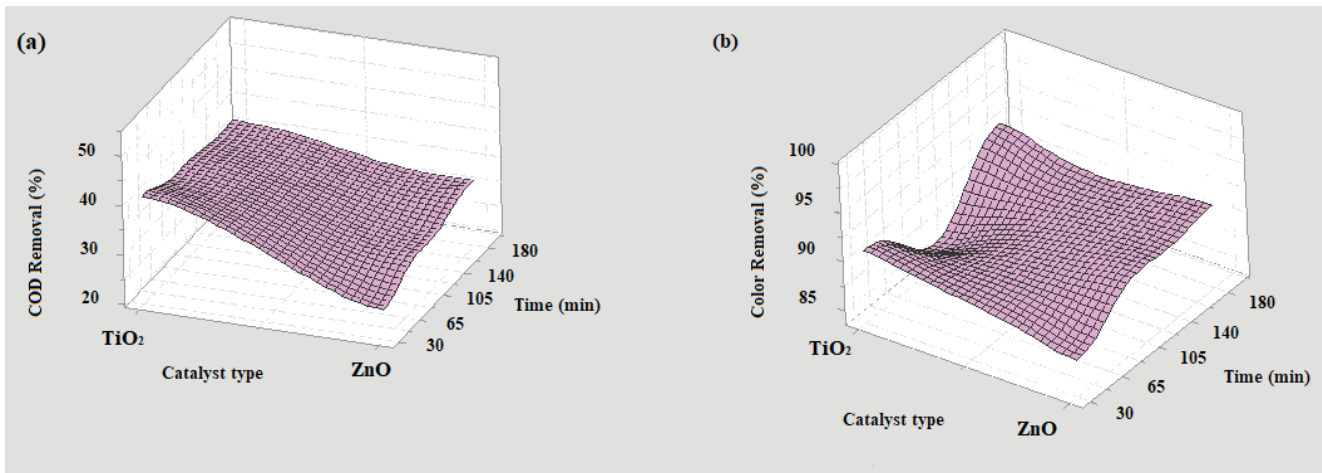 (a)
COD Removal (%)
50
40
30
20
TiO₂
Catalyst type
ZnO
30
65
105
140
180
Time (min)
(b)
Color Removal (%)
100
95
90
85
TiO₂
Catalyst type
ZnO
30
65
105
140
180
Time (min)